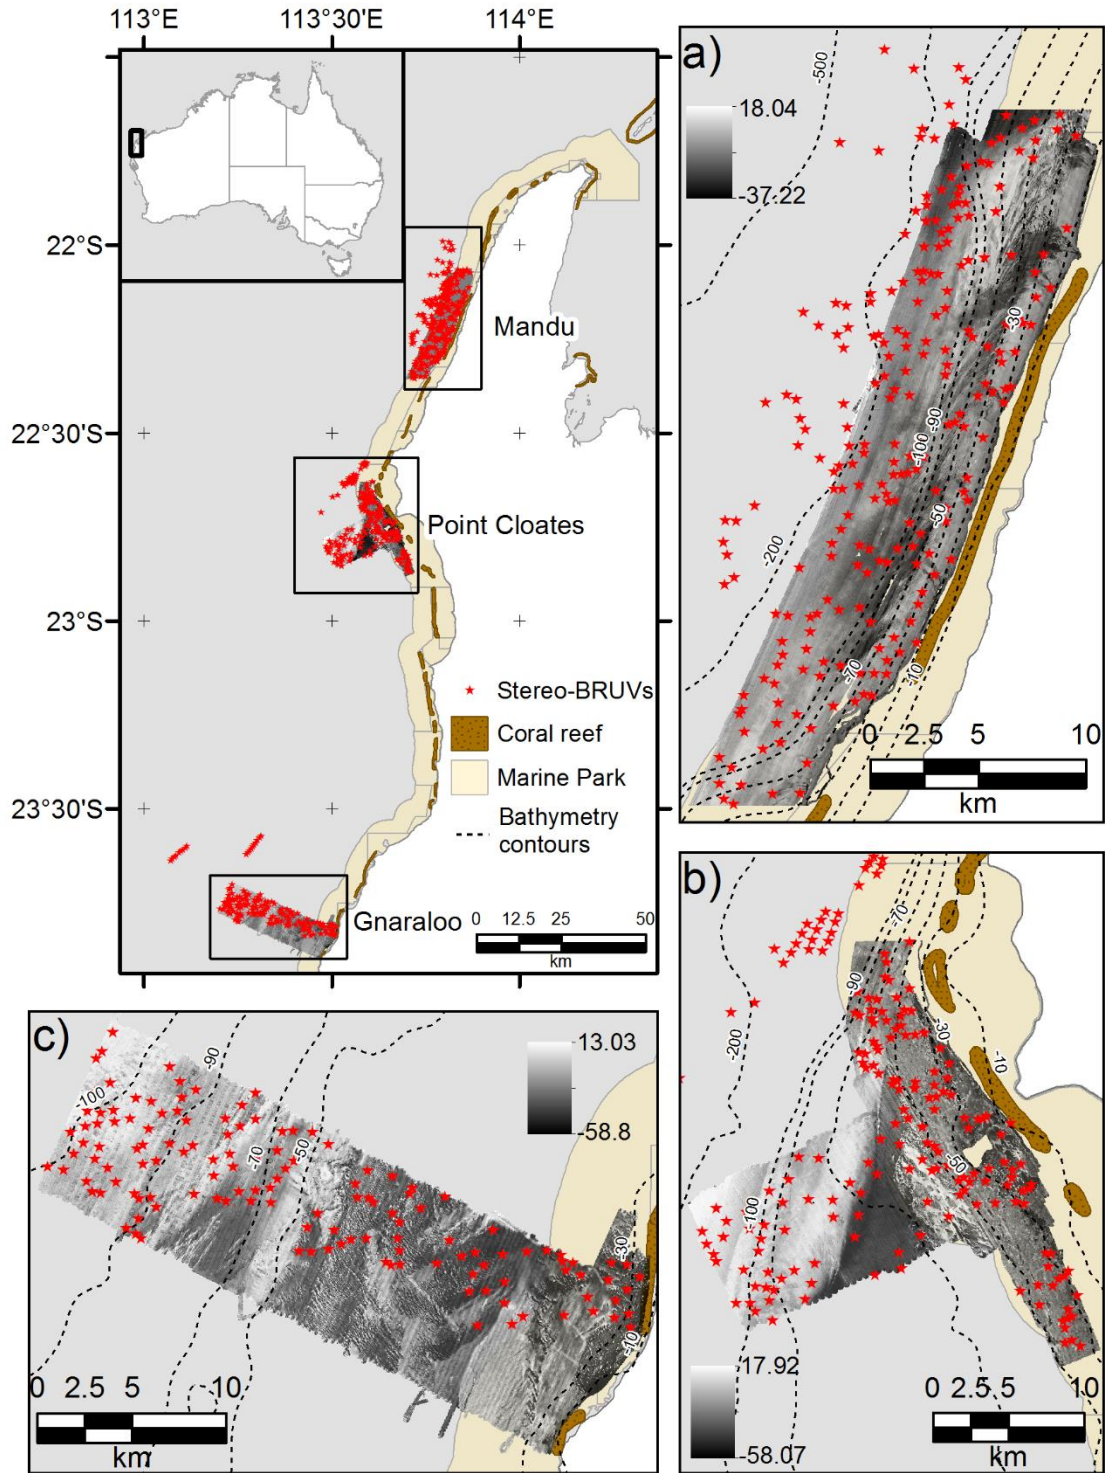 113°E
113°30'E
114°E
22°S
22°30'S
23°S
23°30'S
Mandu
Point Cloates
Gnaraloo
Stereo-BRUVs
Coral reef
Marine Park
Bathymetry
contours
0 12.5 25 50
km
a)
18.04
-37.22
-500
-200
-100
-90
-70
-50
-30
-10
0 2.5 5 10
km
b)
-70
-90
-200
-30
-10
-50
-100
17.92
-58.07
0 2.5 5 10
km
c)
13.03
-58.8
-100
-90
-70
-50
-30
-10
0 2.5 5 10
km